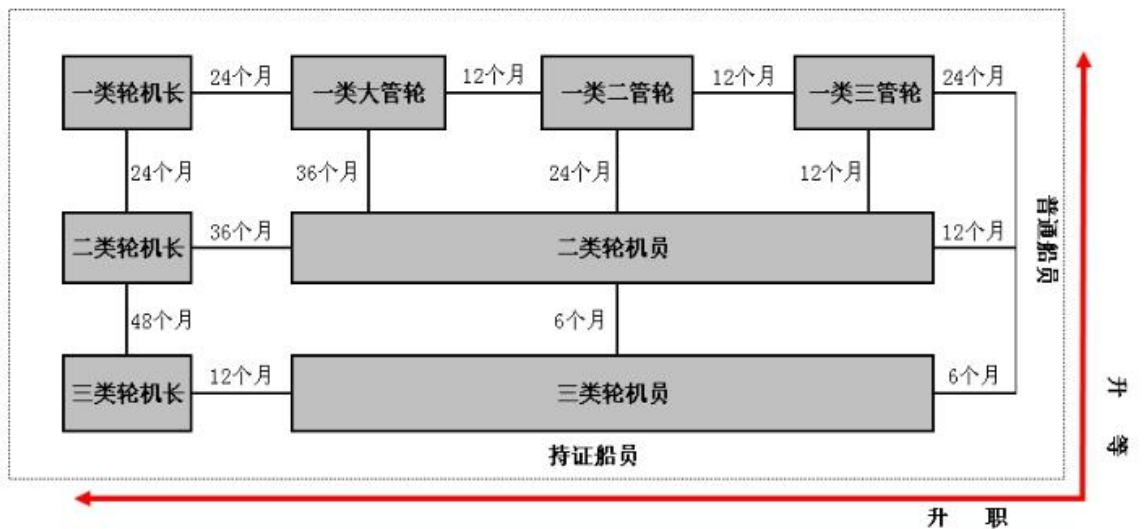 一类轮机长
24个月
一类大管轮
12个月
一类二管轮
12个月
一类三管轮
24个月
24个月
36个月
24个月
12个月
普通船员
二类轮机长
36个月
二类轮机员
12个月
48个月
6个月
三类轮机长
12个月
三类轮机员
6个月
持证船员
升等
升职